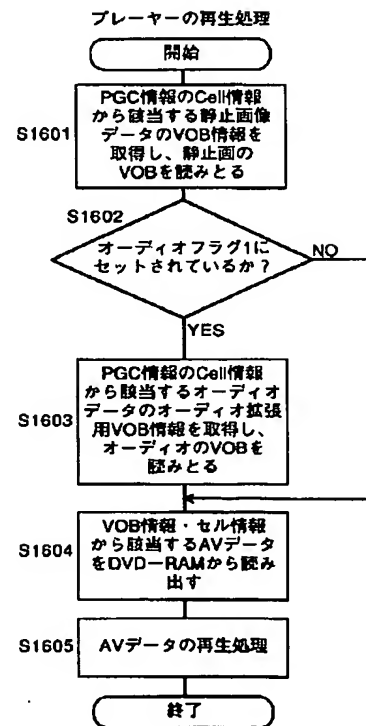 プレーヤーの再生処理
開始
S1601
PGC情報のCell情報
から該当する静止画像
データのVOB情報を
取得し、静止画の
VOBを読みとる
S1602
オーディオフラグ1に
セットされているか?
NO
YES
S1603
PGC情報のCell情報
から該当するオーディオ
データのオーディオ拡張
用VOB情報を取得し、
オーディオのVOBを
読みとる
S1604
VOB情報・セル情報
から該当するAVデータ
をDVD-RAMから読み
出す
S1605
AVデータの再生処理
終了